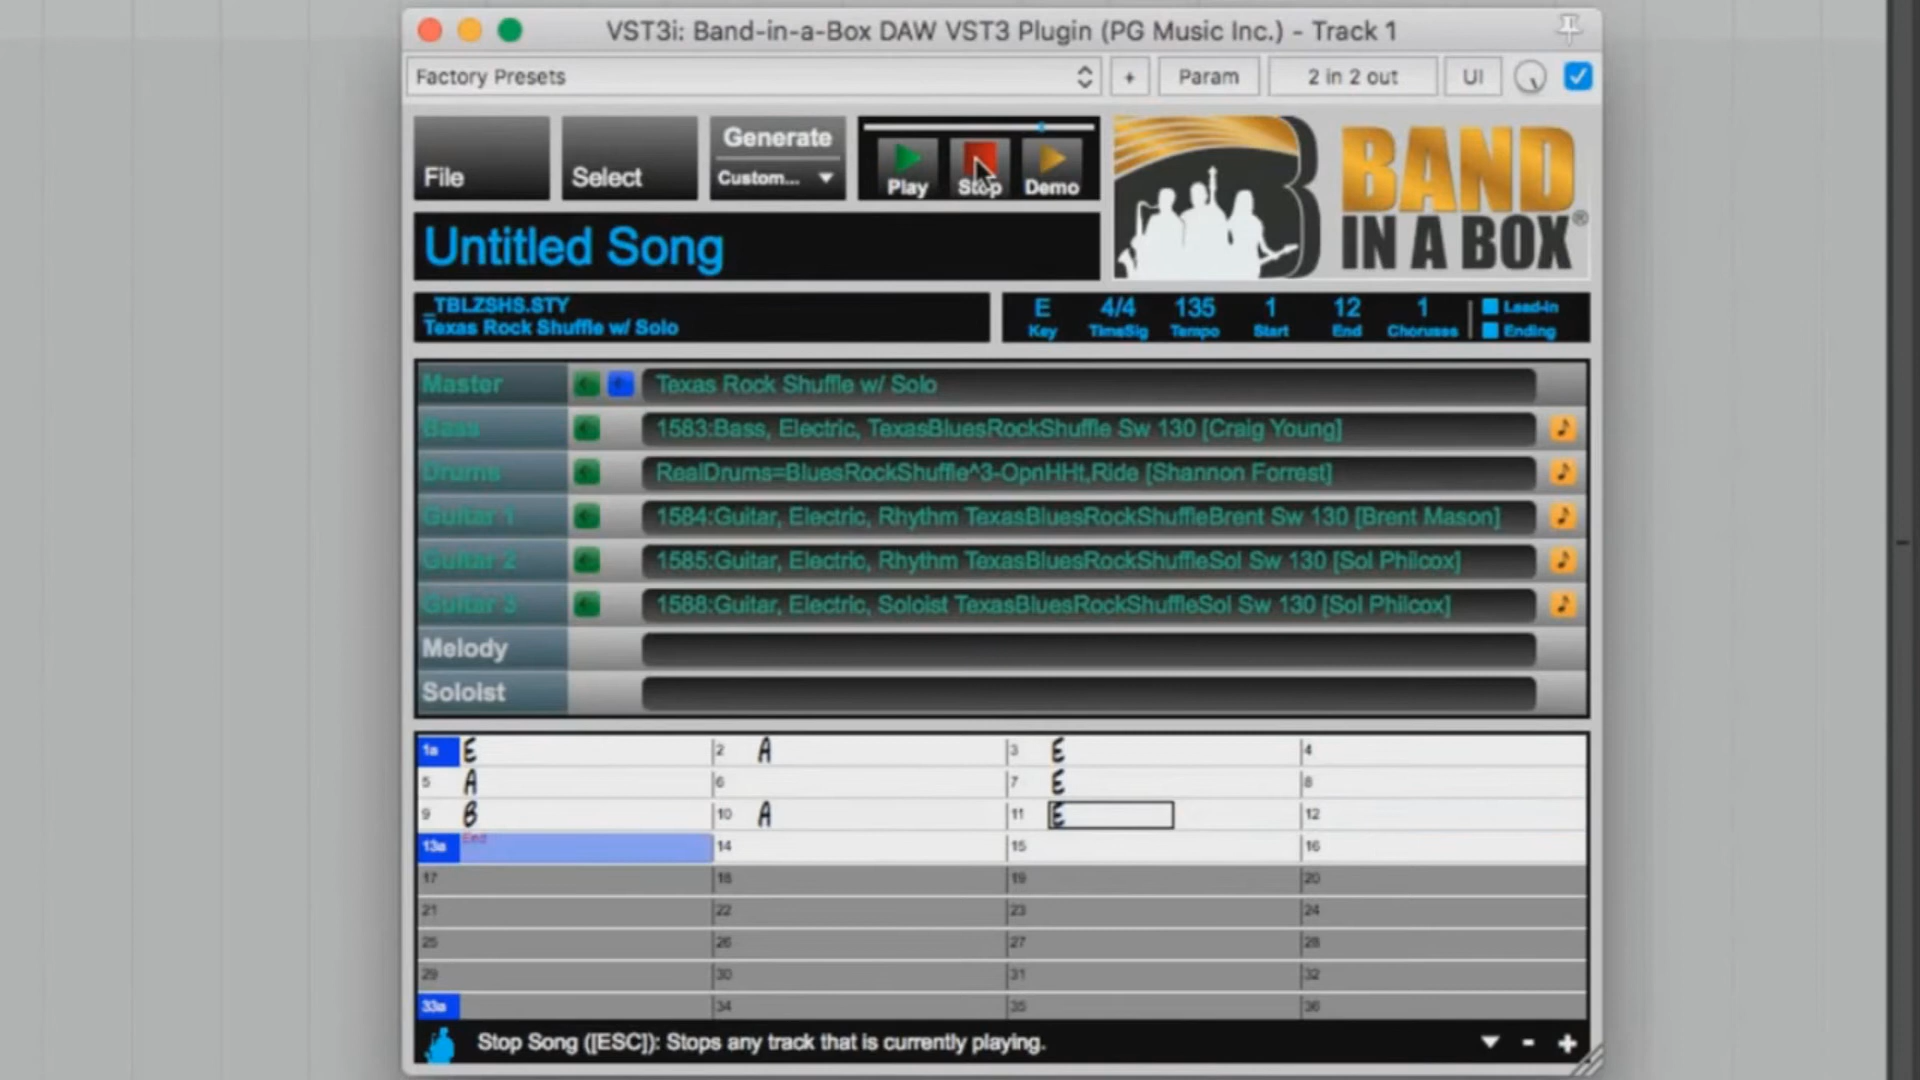 VST3i: Band-in-a-Box DAW VST3 Plugin (PG Music Inc.) - Track 1
Factory Presets + Param 2 in 2 out UI
File Select Generate
Custom...
Play Stop Demo
BAND
IN A BOX®
Untitled Song
_TBLZSHS.STY
Texas Rock Shuffle w/ Solo
E 4/4 135 1 12 1 Lead-in
Key TimeSig Tempo Start End Choruses Ending
Master Texas Rock Shuffle w/ Solo
Bass 1583:Bass, Electric, TexasBluesRockShuffle Sw 130 [Craig Young]
Drums RealDrums=BluesRockShuffle^3-OpnHHt,Ride [Shannon Forrest]
Guitar 1 1584:Guitar, Electric, Rhythm TexasBluesRockShuffleBrent Sw 130 [Brent Mason]
Guitar 2 1585:Guitar, Electric, Rhythm TexasBluesRockShuffleSol Sw 130 [Sol Philcox]
Guitar 3 1588:Guitar, Electric, Soloist TexasBluesRockShuffleSol Sw 130 [Sol Philcox]
Melody
Soloist
1a E 2 A 3 E 4
5 A 6 7 E 8
9 B 10 A 11 E 12
13a End 14 15 16
17 18 19 20
21 22 23 24
25 26 27 28
29 30 31 32
33a 34 35 36
Stop Song ([ESC]): Stops any track that is currently playing. - +